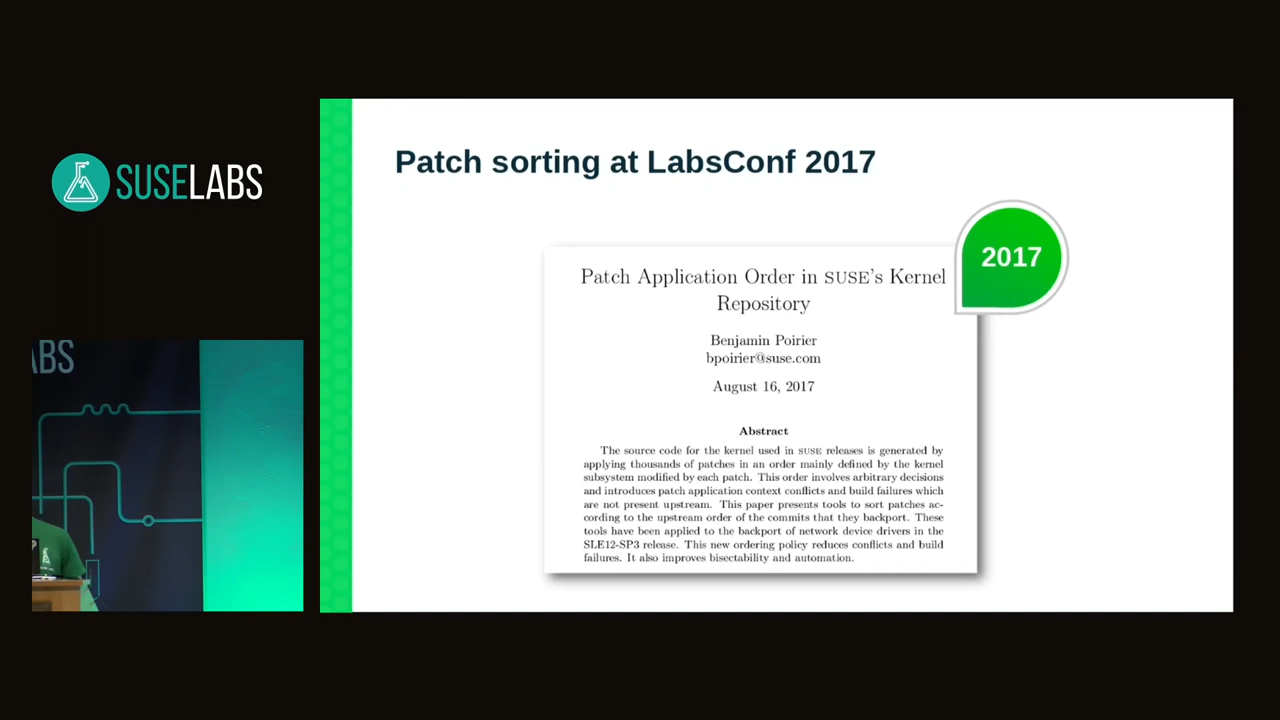 SUSELABS
ABS
Patch sorting at LabsConf 2017
2017
Patch Application Order in SUSE's Kernel
Repository
Benjamin Poirier
bpoirier@suse.com
August 16, 2017
Abstract
The source code for the kernel used in SUSE releases is generated by
applying thousands of patches in an order mainly defined by the kernel
subsystem modified by each patch. This order involves arbitrary decisions
and introduces patch application context conflicts and build failures which
are not present upstream. This paper presents tools to sort patches ac-
cording to the upstream order of the commits that they backport. These
tools have been applied to the backport of network device drivers in the
SLE12-SP3 release. This new ordering policy reduces conflicts and build
failures. It also improves bisectability and automation.